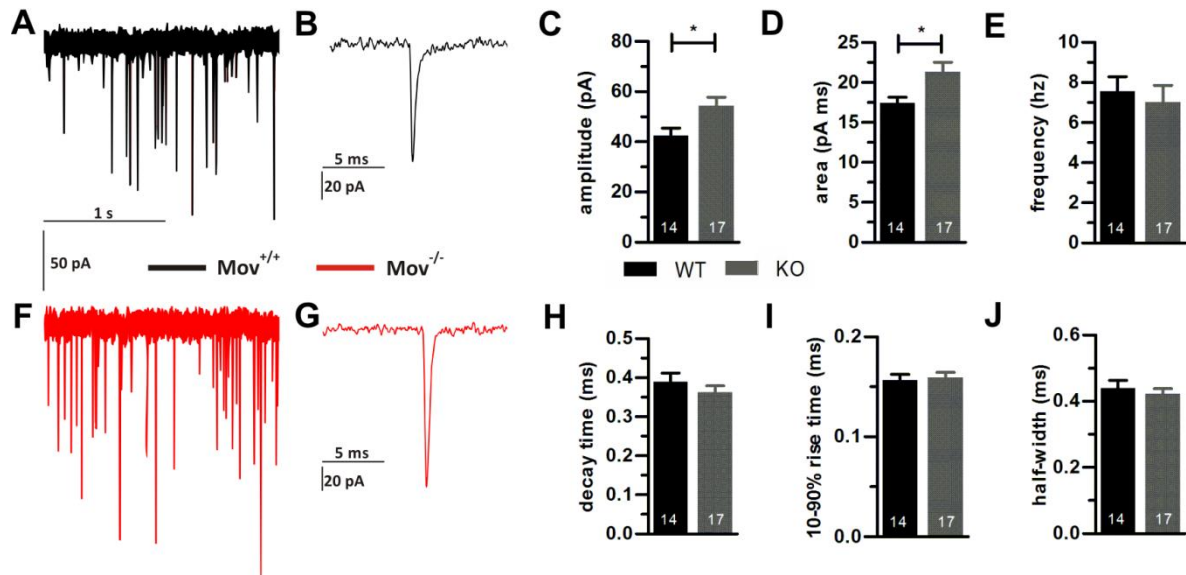 A
1 s
50 pA
B
5 ms
20 pA
C
amplitude (pA)
80
60
40
20
0
*
14
17
D
area (pA ms)
25
20
15
10
5
0
*
14
17
E
frequency (hz)
10
8
6
4
2
0
14
17
Mov+/+
Mov-/-
WT
KO
F
G
5 ms
20 pA
H
decay time (ms)
0.5
0.4
0.3
0.2
0.1
0.0
14
17
I
10-90% rise time (ms)
0.2
0.1
0.0
14
17
J
half-width (ms)
0.6
0.4
0.2
0.0
14
17